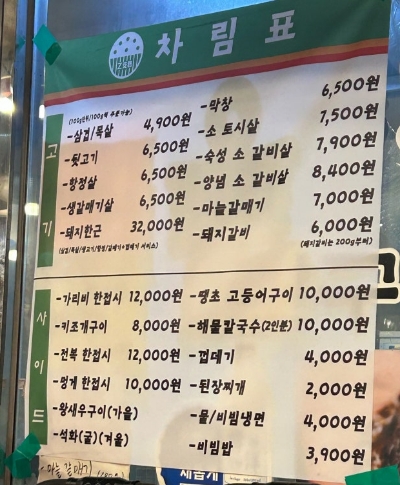 차림표
고기
(100g단위/100g씩 주문가능)
-삼겹/목살 4,900원
-뒷고기 6,500원
-항정살 6,500원
-생갈매기살 6,500원
-돼지한근 32,000원
-막창 6,500원
-소 토시살 7,500원
-숙성 소 갈비살 7,900원
-양념 소 갈비살 8,400원
-마늘갈매기 7,000원
-돼지갈비 6,000원
(돼지갈비는 200g부터)
사이드
-가리비 한접시 12,000원
-키조개구이 8,000원
-전복 한접시 12,000원
-멍게 한접시 10,000원
-왕새우구이(가을)
-석화(굴)(겨울)
-땡초 고등어구이 10,000원
-해물칼국수(2인분) 10,000원
-껍데기 4,000원
-된장찌개 2,000원
-물/비빔냉면 4,000원
-비빔밥 3,900원
-마늘갈매기